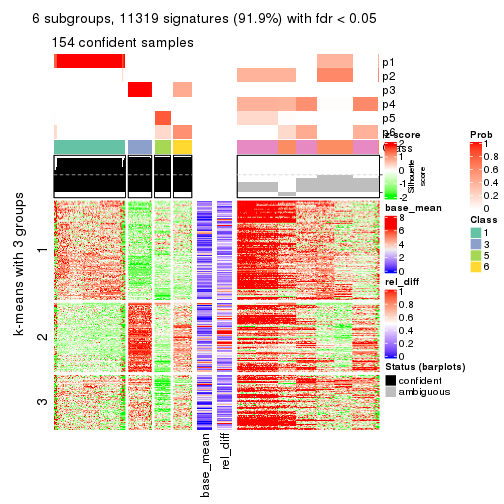 6 subgroups, 11319 signatures (91.9%) with fdr < 0.05
154 confident samples
p1
p2
p3
p4
p5
p6
Class
1
2
3
k-means with 3 groups
base_mean
rel_diff
z-score
2
1
0
-1
-2
Silhouette score
base_mean
8
6
4
2
0
rel_diff
1
0.8
0.6
0.4
0.2
0
Status (barplots)
confident
ambiguous
Prob
1
0.8
0.6
0.4
0.2
0
Class
1
3
5
6